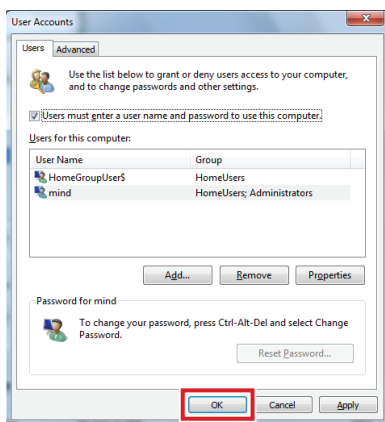 User Accounts
Users Advanced
Use the list below to grant or deny users access to your computer,
and to change passwords and other settings.
Users must enter a user name and password to use this computer.
Users for this computer:
User Name Group
HomeGroupUser$ HomeUsers
mind HomeUsers; Administrators
Add... Remove Properties
Password for mind
To change your password, press Ctrl-Alt-Del and select Change
Password.
Reset Password...
OK Cancel Apply